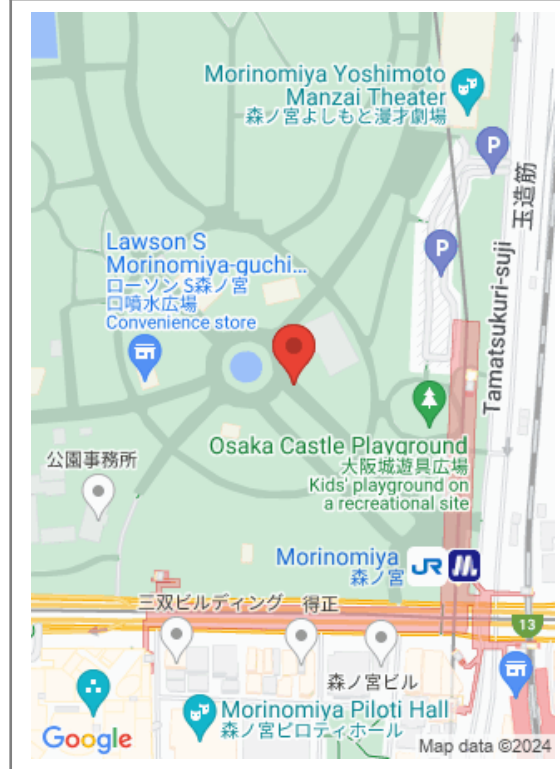 Morinomiya Yoshimoto
Manzai Theater
森ノ宮よしもと漫才劇場
P
玉造筋
Tamatsukuri-suji
P
Lawson S
Morinomiya-guchi...
ローソン S森ノ宮
口噴水広場
Convenience store
Osaka Castle Playground
大阪城遊具広場
Kids' playground on
a recreational site
公園事務所
Morinomiya
森ノ宮
JR
三双ビルディング
得正
13
森ノ宮ビル
Morinomiya Piloti Hall
森ノ宮ピロティホール
Google
Map data ©2024